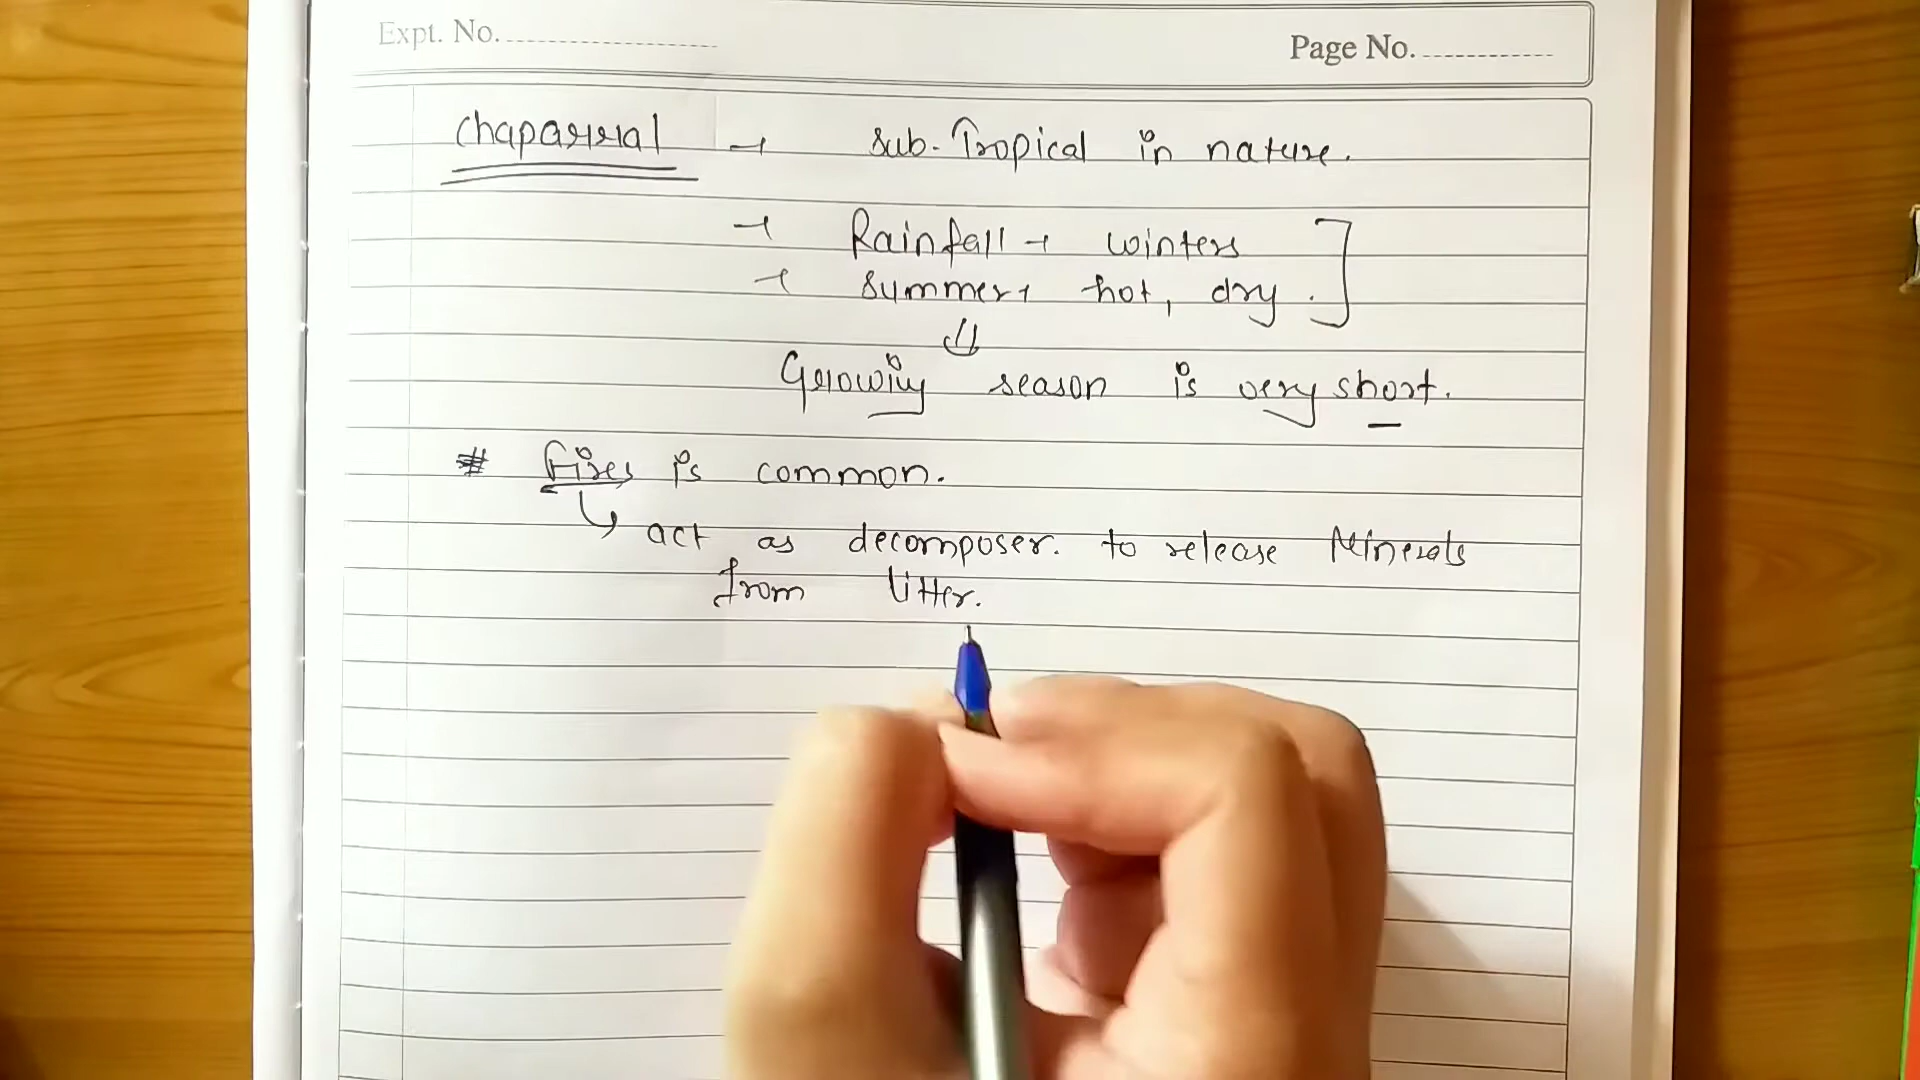 Expt. No.
Page No.
Chaparral → Sub-Tropical in nature.
→ Rainfall → winters
→ Summer → hot, dry.
⇓
Growing season is very short.
# Fires is common.
↳ act as decomposer. to release Minerals
from litter.